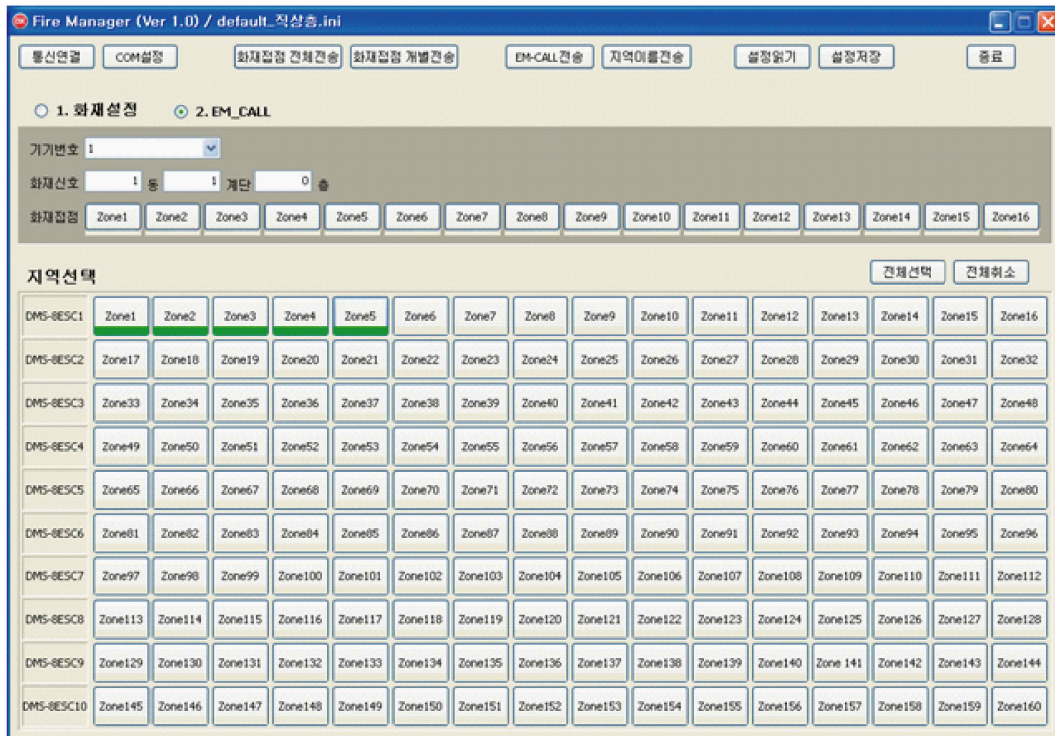 Fire Manager (Ver 1.0) / default_직상층.ini
통신연결 COM설정 화재접점 전체전송 화재접점 개별전송 EM-CALL전송 지역이름전송 설정읽기 설정저장 종료
1. 화재설정 2. EM_CALL
기기번호 1
화재신호 1 동 1 계단 0 층
화재접점 Zone1 Zone2 Zone3 Zone4 Zone5 Zone6 Zone7 Zone8 Zone9 Zone10 Zone11 Zone12 Zone13 Zone14 Zone15 Zone16
지역선택 전체선택 전체취소
DMS-8ESC1 Zone1 Zone2 Zone3 Zone4 Zone5 Zone6 Zone7 Zone8 Zone9 Zone10 Zone11 Zone12 Zone13 Zone14 Zone15 Zone16
DMS-8ESC2 Zone17 Zone18 Zone19 Zone20 Zone21 Zone22 Zone23 Zone24 Zone25 Zone26 Zone27 Zone28 Zone29 Zone30 Zone31 Zone32
DMS-8ESC3 Zone33 Zone34 Zone35 Zone36 Zone37 Zone38 Zone39 Zone40 Zone41 Zone42 Zone43 Zone44 Zone45 Zone46 Zone47 Zone48
DMS-8ESC4 Zone49 Zone50 Zone51 Zone52 Zone53 Zone54 Zone55 Zone56 Zone57 Zone58 Zone59 Zone60 Zone61 Zone62 Zone63 Zone64
DMS-8ESC5 Zone65 Zone66 Zone67 Zone68 Zone69 Zone70 Zone71 Zone72 Zone73 Zone74 Zone75 Zone76 Zone77 Zone78 Zone79 Zone80
DMS-8ESC6 Zone81 Zone82 Zone83 Zone84 Zone85 Zone86 Zone87 Zone88 Zone89 Zone90 Zone91 Zone92 Zone93 Zone94 Zone95 Zone96
DMS-8ESC7 Zone97 Zone98 Zone99 Zone100 Zone101 Zone102 Zone103 Zone104 Zone105 Zone106 Zone107 Zone108 Zone109 Zone110 Zone111 Zone112
DMS-8ESC8 Zone113 Zone114 Zone115 Zone116 Zone117 Zone118 Zone119 Zone120 Zone121 Zone122 Zone123 Zone124 Zone125 Zone126 Zone127 Zone128
DMS-8ESC9 Zone129 Zone130 Zone131 Zone132 Zone133 Zone134 Zone135 Zone136 Zone137 Zone138 Zone139 Zone140 Zone 141 Zone142 Zone143 Zone144
DMS-8ESC10 Zone145 Zone146 Zone147 Zone148 Zone149 Zone150 Zone151 Zone152 Zone153 Zone154 Zone155 Zone156 Zone157 Zone158 Zone159 Zone160